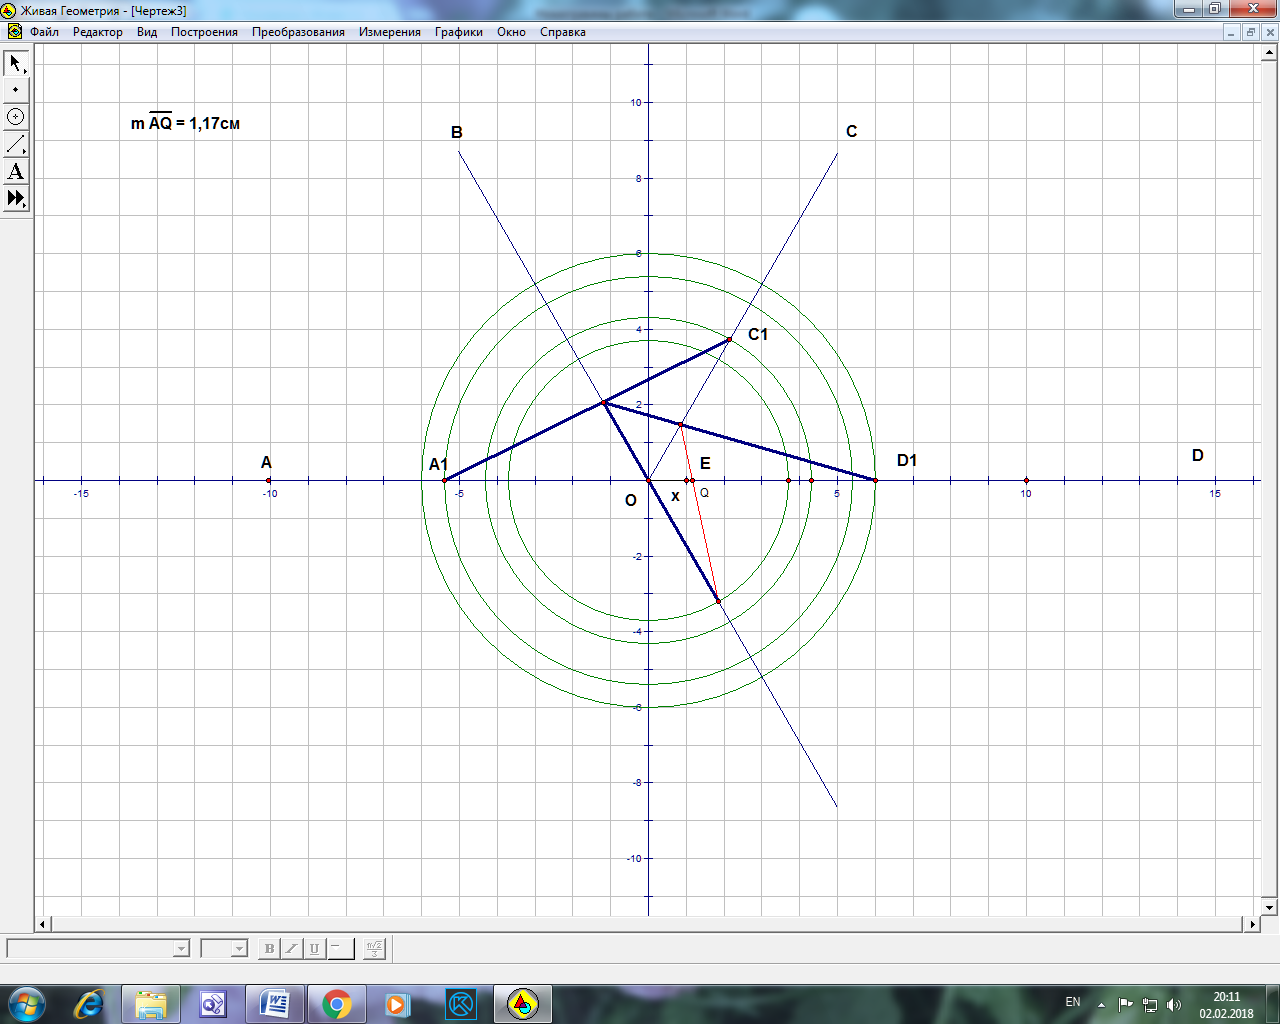 Живая Геометрия - [Чертеж3]
Файл Редактор Вид Построения Преобразования Измерения Графики Окно Справка
m AQ = 1,17см
B
C
10
8
6
4
2
-2
-4
-6
-8
-10
C1
A
A1
E
D1
D
-15
-5
O
x
Q
5
10
15
A
B I U
EN
20:11
02.02.2018